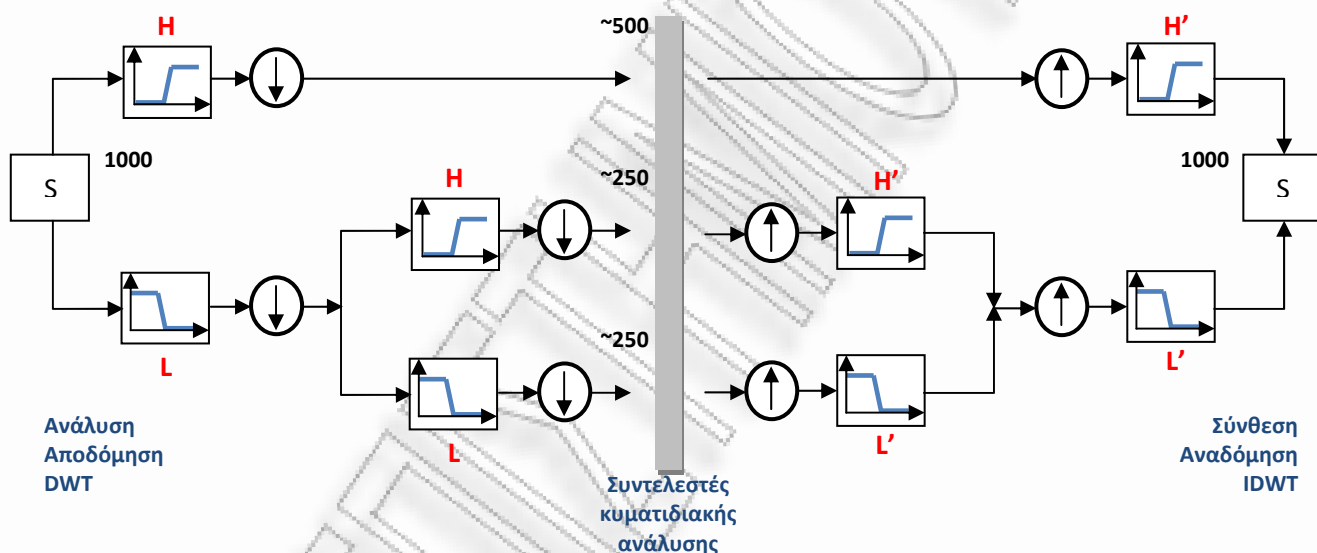 H
~500
H’
1000
S
H
~250
H’
1000
S
L
~250
L’
L
L’
Ανάλυση
Αποδόμηση
DWT
Σύνθεση
Αναδόμηση
IDWT
Συντελεστές
κυματιδιακής
ανάλυσης